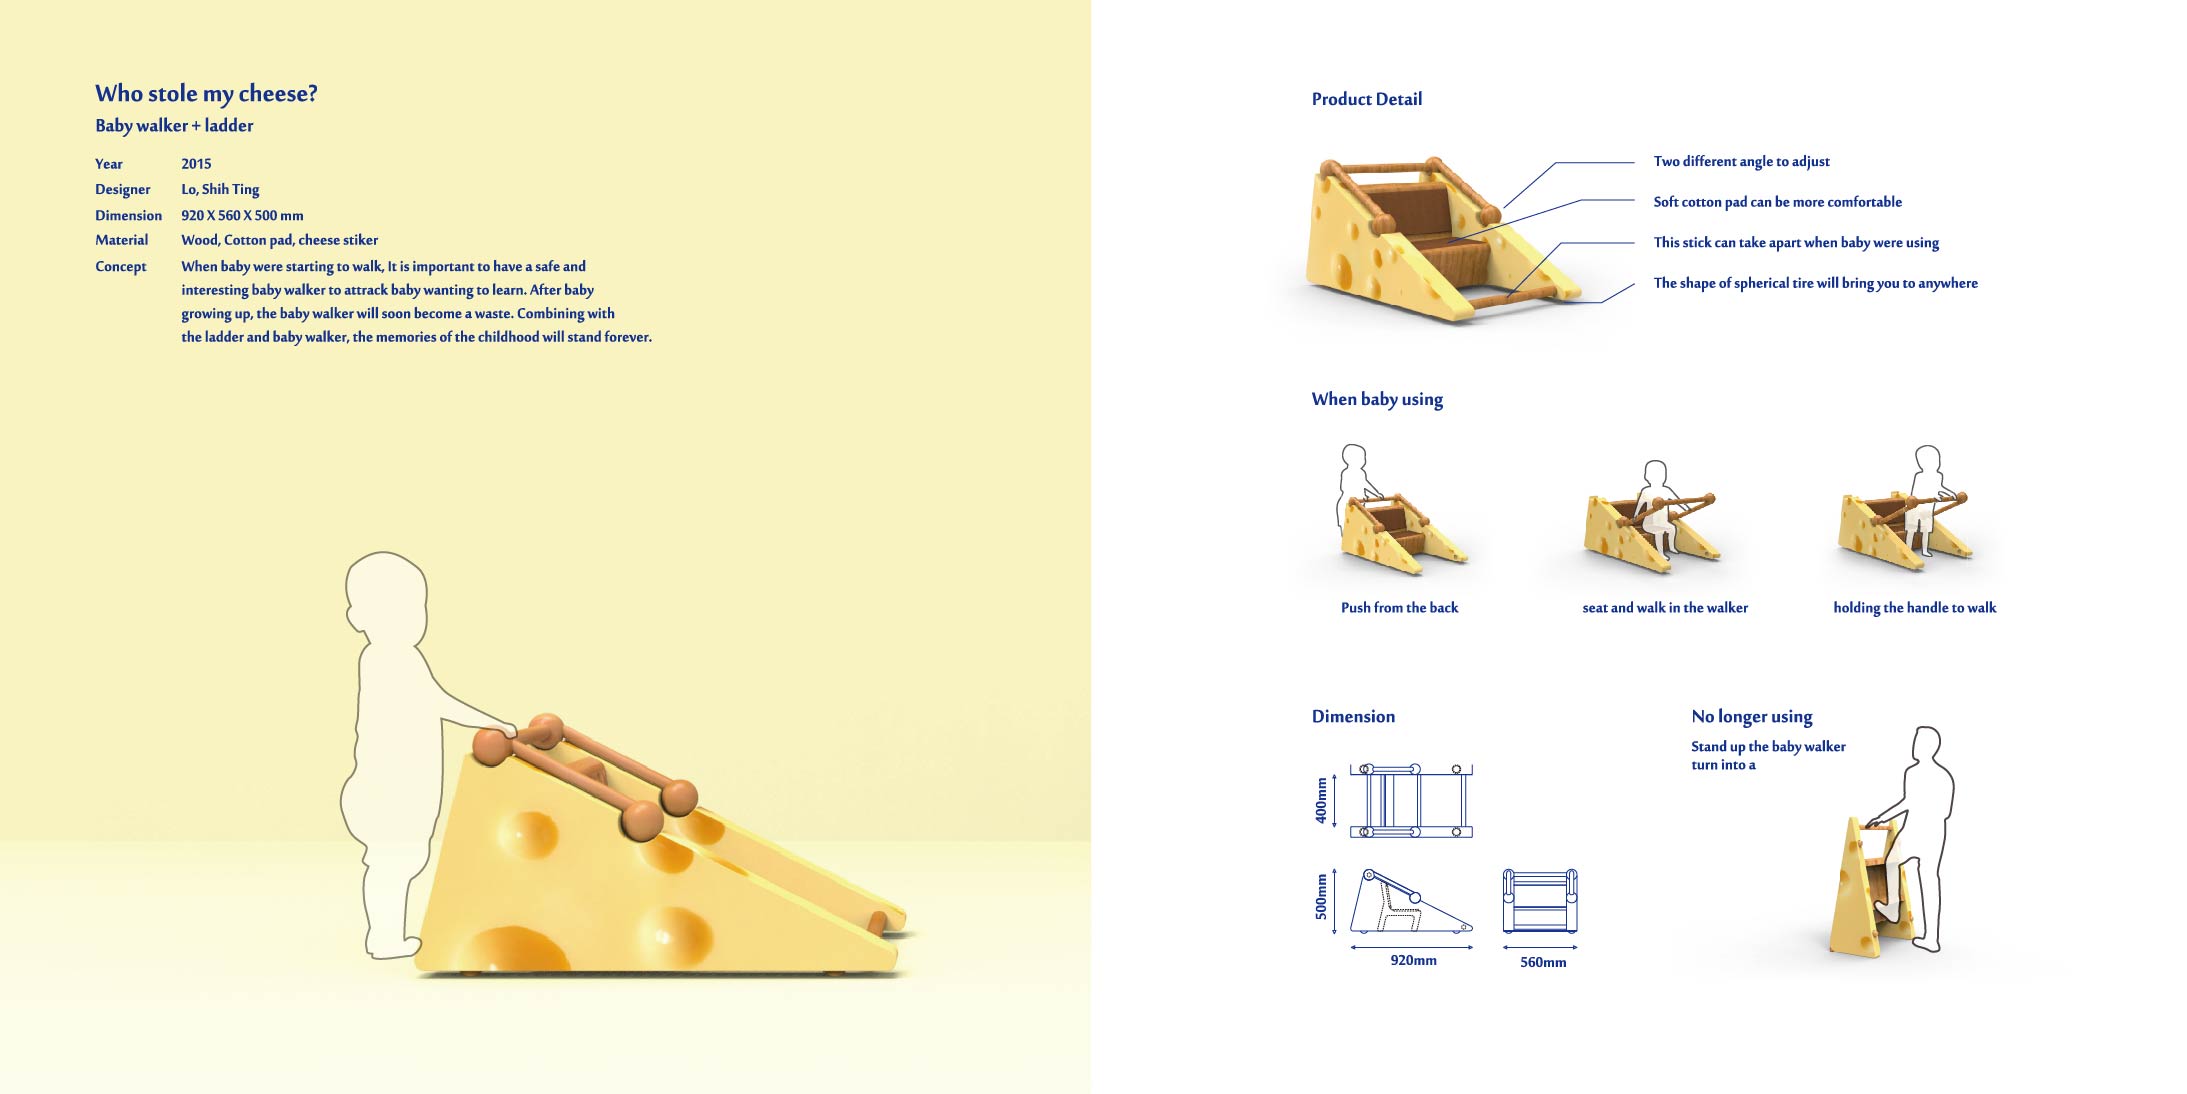 Who stole my cheese?
Baby walker + ladder
Year 2015
Designer Lo, Shih Ting
Dimension 920 X 560 X 500 mm
Material Wood, Cotton pad, cheese stiker
Concept When baby were starting to walk, It is important to have a safe and
interesting baby walker to attrack baby wanting to learn. After baby
growing up, the baby walker will soon become a waste. Combining with
the ladder and baby walker, the memories of the childhood will stand forever.
Product Detail
Two different angle to adjust
Soft cotton pad can be more comfortable
This stick can take apart when baby were using
The shape of spherical tire will bring you to anywhere
When baby using
Push from the back
seat and walk in the walker
holding the handle to walk
Dimension
400mm
500mm
920mm
560mm
No longer using
Stand up the baby walker
turn into a